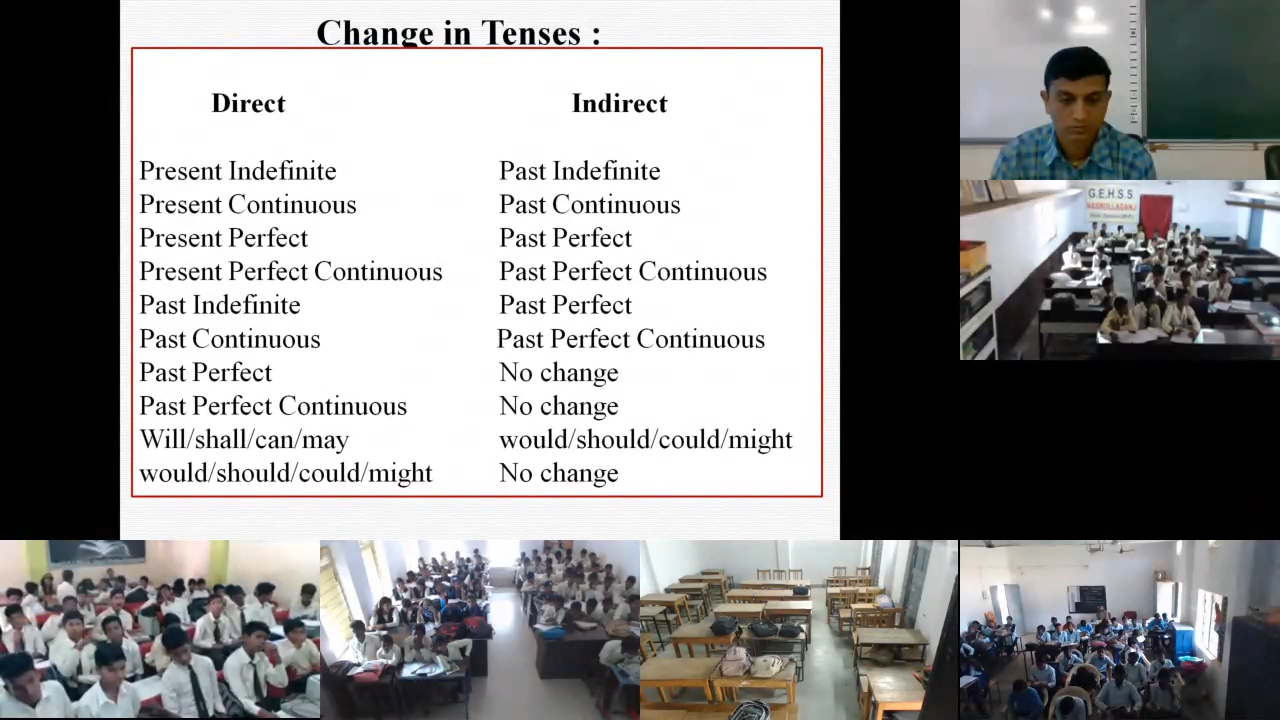 Change in Tenses :
Direct Indirect
Present Indefinite Past Indefinite
Present Continuous Past Continuous
Present Perfect Past Perfect
Present Perfect Continuous Past Perfect Continuous
Past Indefinite Past Perfect
Past Continuous Past Perfect Continuous
Past Perfect No change
Past Perfect Continuous No change
Will/shall/can/may would/should/could/might
would/should/could/might No change
G.E.H.S.S.
NASRULLAGANJ